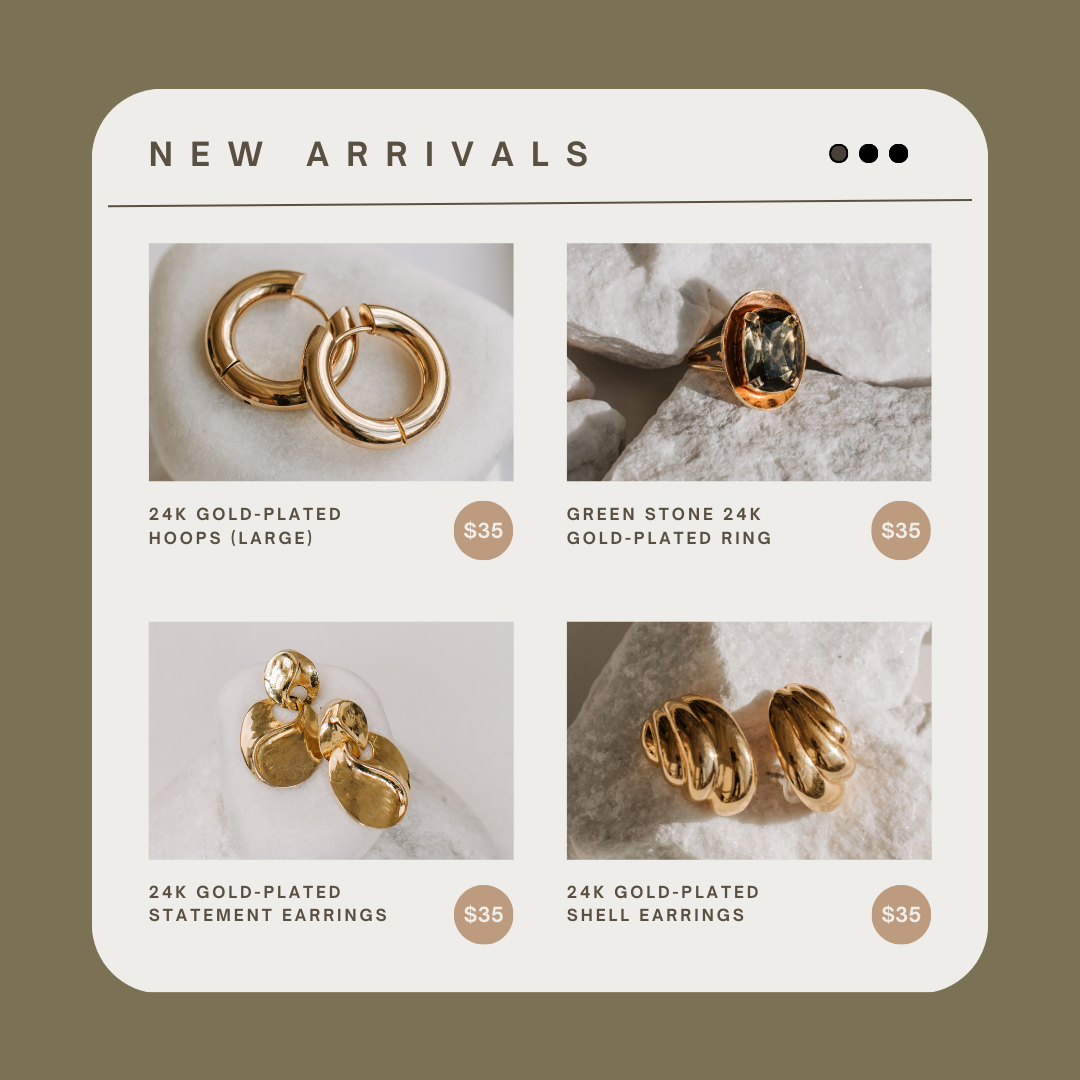 NEW ARRIVALS
24K GOLD-PLATED
HOOPS (LARGE)
$35
GREEN STONE 24K
GOLD-PLATED RING
$35
24K GOLD-PLATED
STATEMENT EARRINGS
$35
24K GOLD-PLATED
SHELL EARRINGS
$35